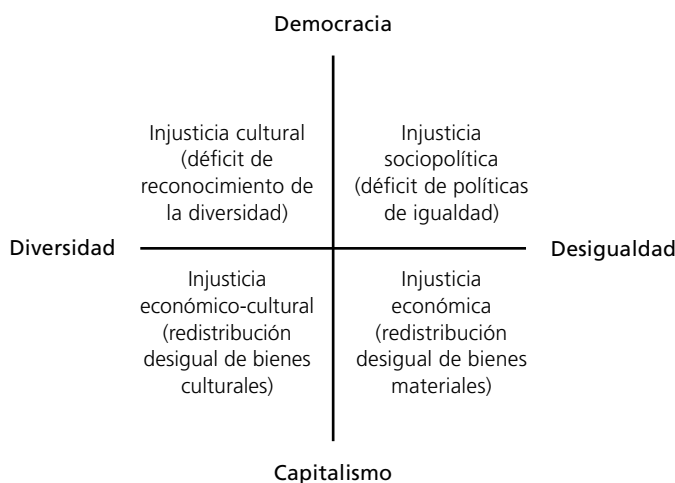 Democracia
Injusticia cultural
(déficit de
reconocimiento de
la diversidad)
Injusticia
sociopolítica
(déficit de políticas
de igualdad)
Diversidad
Desigualdad
Injusticia
económico-cultural
(redistribución
desigual de bienes
culturales)
Injusticia
económica
(redistribución
desigual de bienes
materiales)
Capitalismo